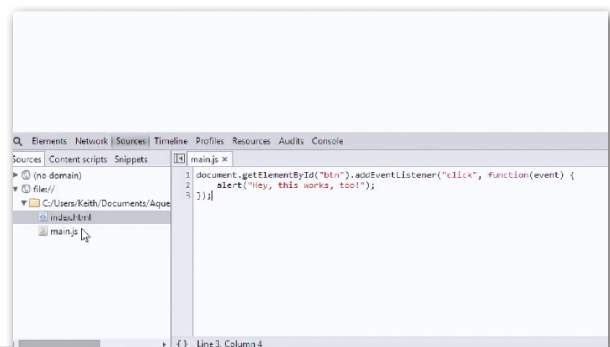 Elements Network Sources Timeline Profiles Resources Audits Console
Sources Content scripts Snippets
main.js ×
(no domain)
file://
C:/Users/Keith/Documents/Aque
index.html
main.js
1 document.getElementById("btn").addEventListener("click", function(event) {
2 alert("Hey, this works, too!");
3 });
{ } Line 3, Column 4